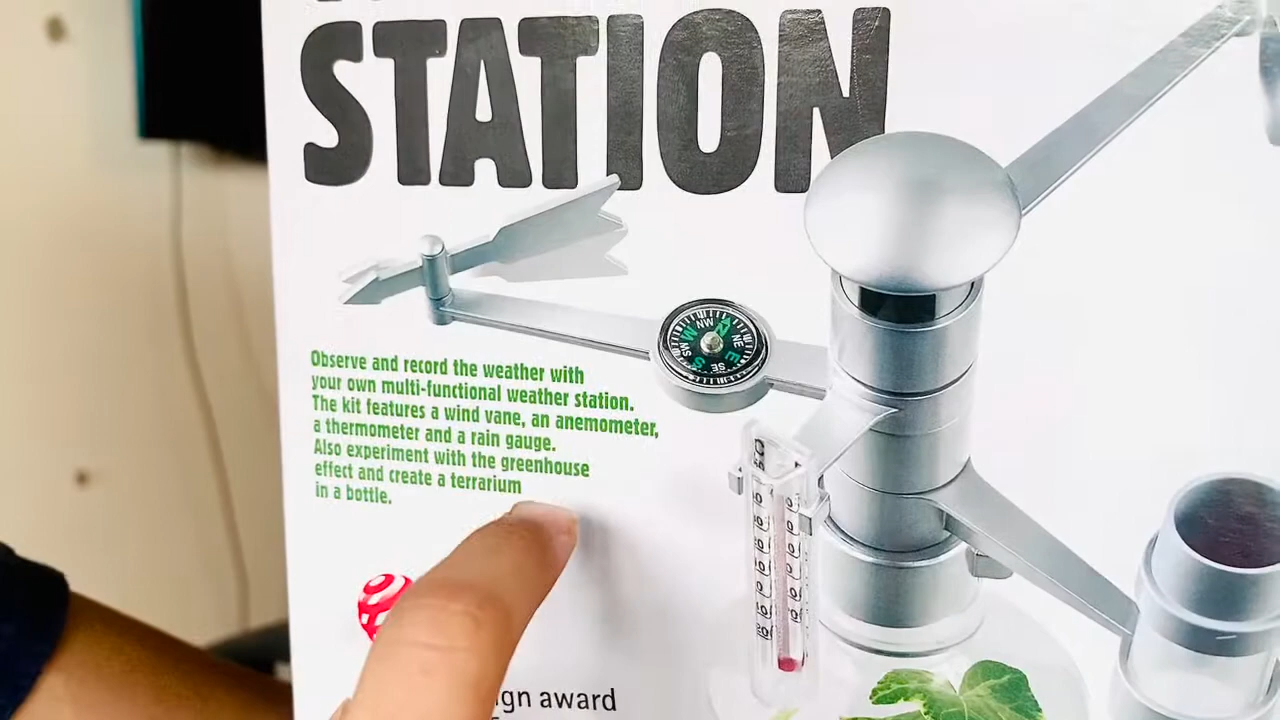 STATION
Observe and record the weather with
your own multi-functional weather station.
The kit features a wind vane, an anemometer,
a thermometer and a rain gauge.
Also experiment with the greenhouse
effect and create a terrarium
in a bottle.
NW N NE
W E
SW S SE
ign award